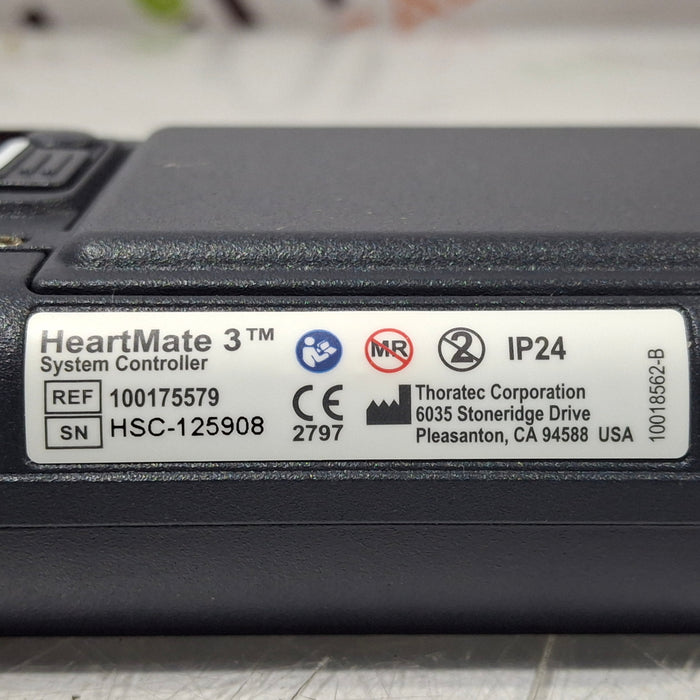 HeartMate 3™
System Controller
REF 100175579
SN HSC-125908
MR
2
IP24
CE
2797
Thoratec Corporation
6035 Stoneridge Drive
Pleasanton, CA 94588 USA
10018562-B